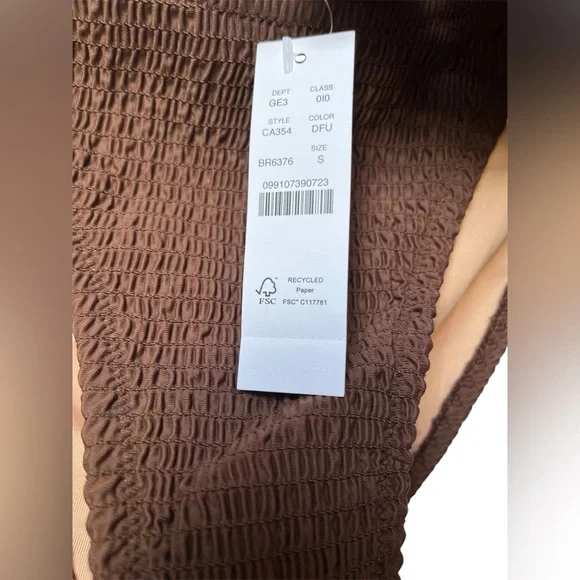 DEPT CLASS
GE3 0I0
STYLE COLOR
CA354 DFU
SIZE
BR6376 S
099107390723
RECYCLED
Paper
FSC
FSC® C117781